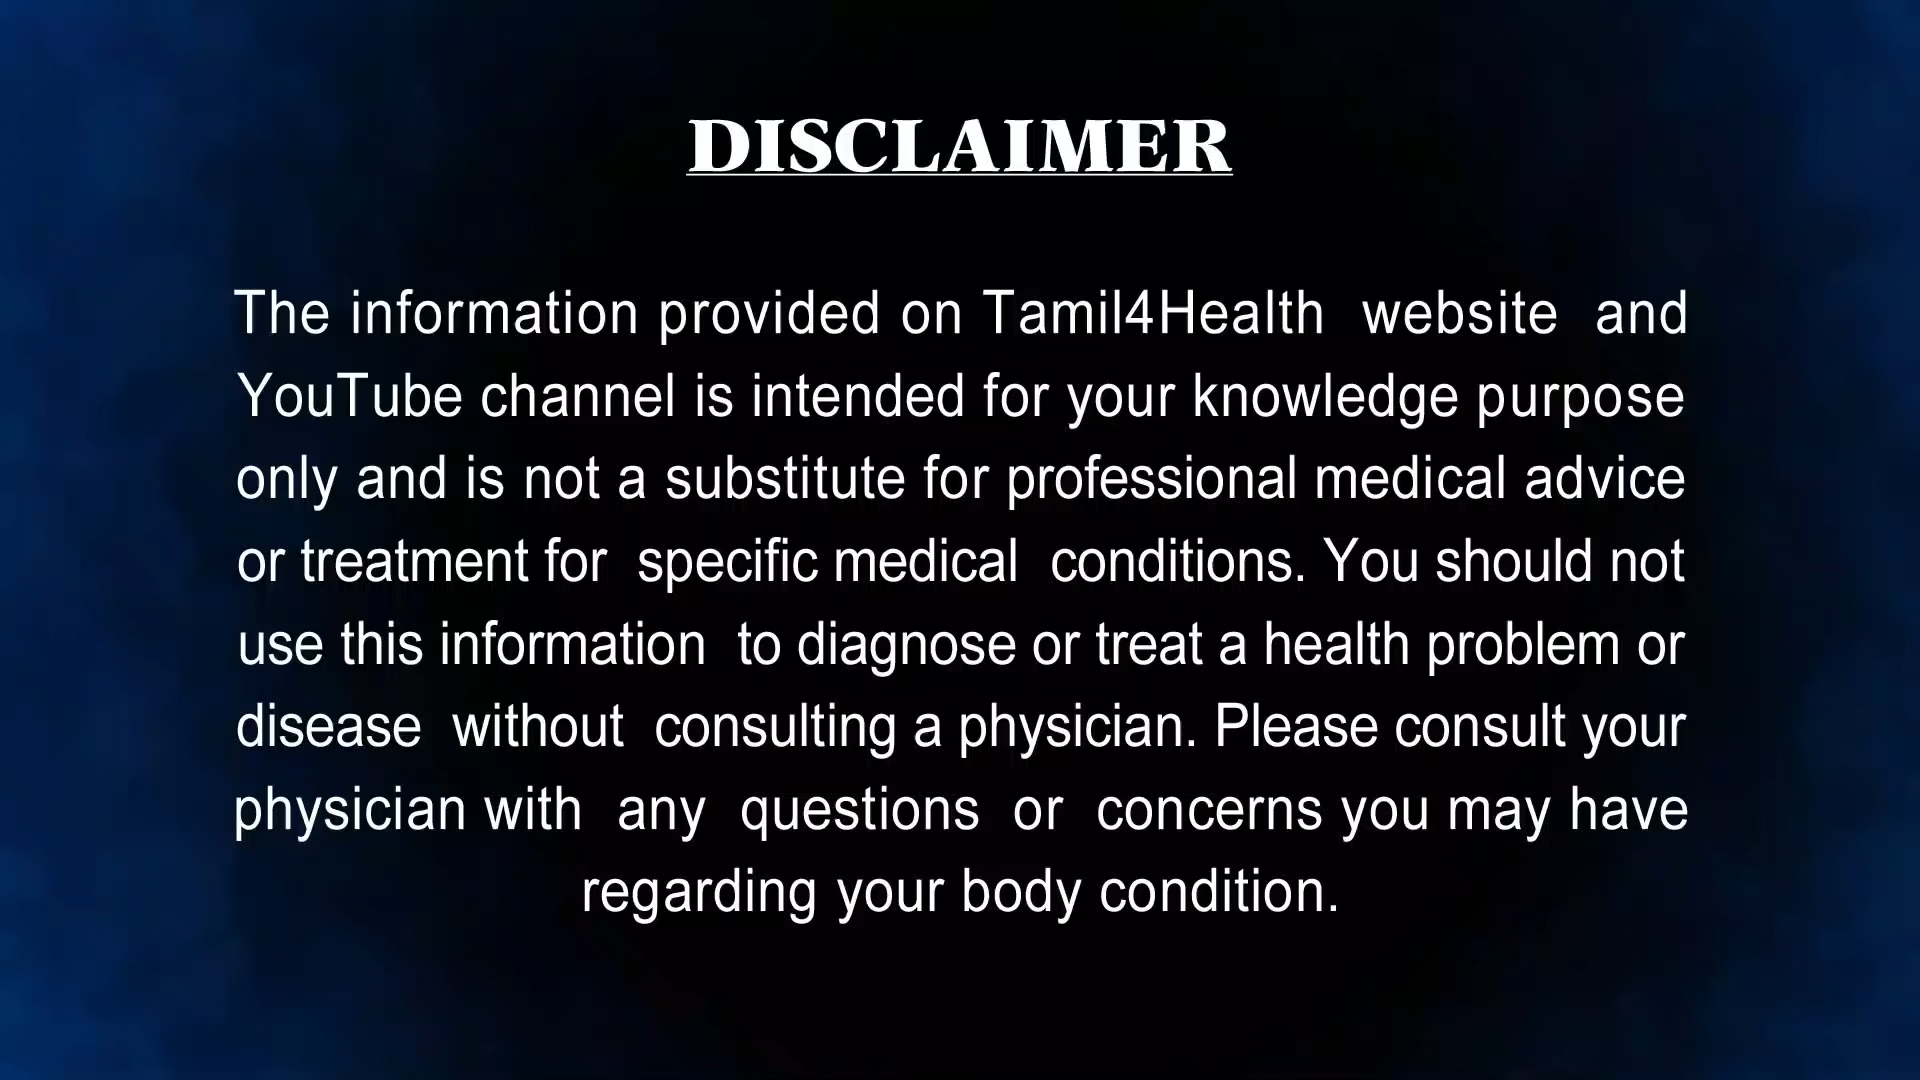 DISCLAIMER
The information provided on Tamil4Health website and
YouTube channel is intended for your knowledge purpose
only and is not a substitute for professional medical advice
or treatment for specific medical conditions. You should not
use this information to diagnose or treat a health problem or
disease without consulting a physician. Please consult your
physician with any questions or concerns you may have
regarding your body condition.